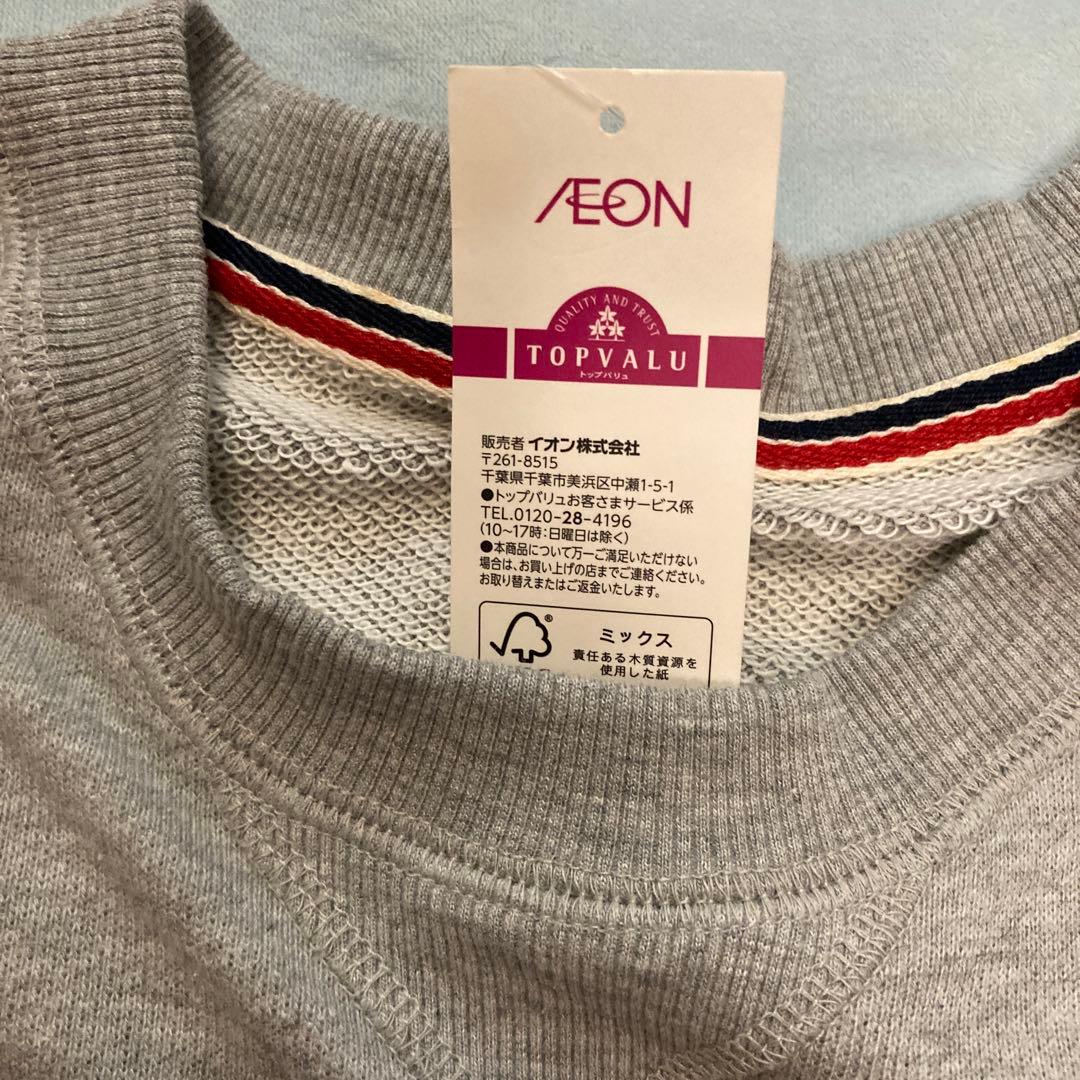 ÆON
QUALITY AND TRUST
TOPVALU
トップバリュ
販売者 イオン株式会社
〒261-8515
千葉県千葉市美浜区中瀬1-5-1
●トップバリュお客さまサービス係
TEL.0120-28-4196
(10~17時:日曜日は除く)
●本商品について万一ご満足いただけない
場合は、お買い上げの店までご連絡ください。
お取り替えまたはご返金いたします。
®
ミックス
責任ある木質資源を
使用した紙